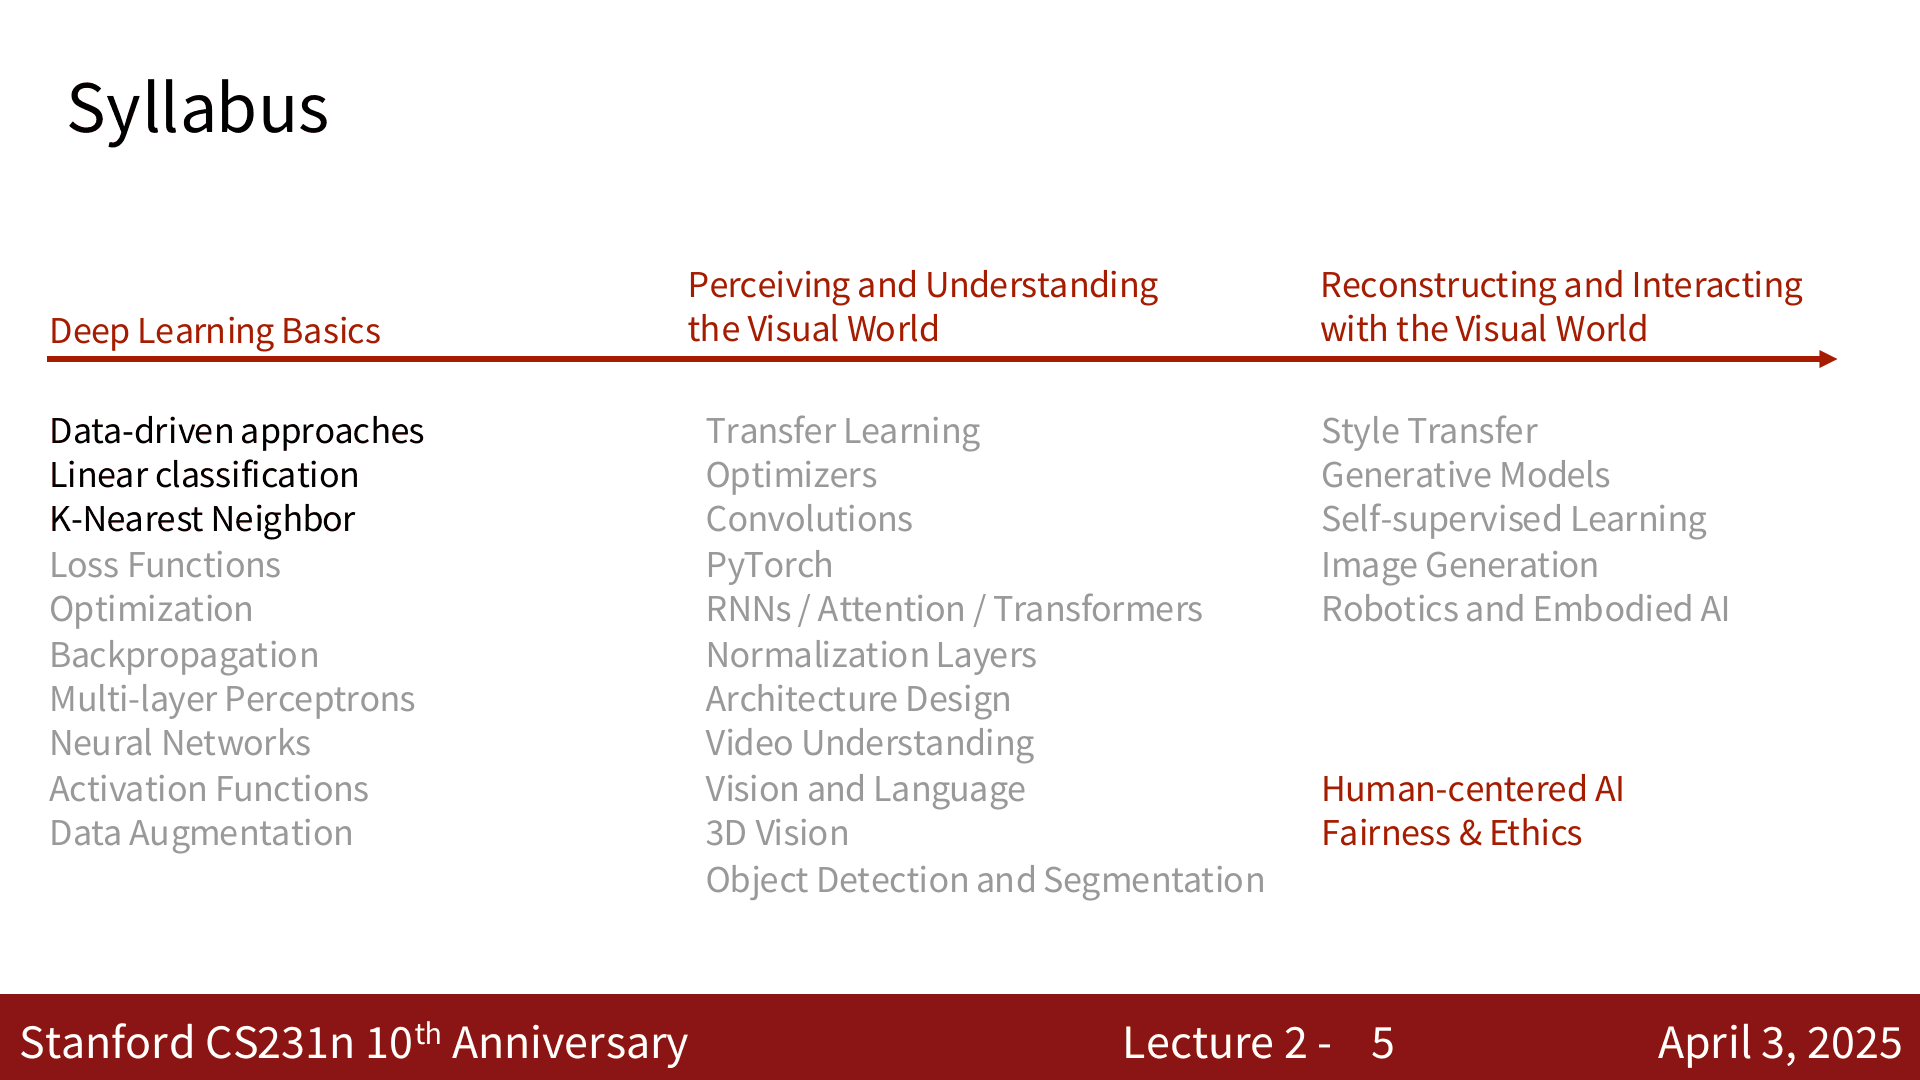 Syllabus
Deep Learning Basics
Data-driven approaches
Linear classification
K-Nearest Neighbor
Loss Functions
Optimization
Backpropagation
Multi-layer Perceptrons
Neural Networks
Activation Functions
Data Augmentation
Perceiving and Understanding
the Visual World
Transfer Learning
Optimizers
Convolutions
PyTorch
RNNs / Attention / Transformers
Normalization Layers
Architecture Design
Video Understanding
Vision and Language
3D Vision
Object Detection and Segmentation
Reconstructing and Interacting
with the Visual World
Style Transfer
Generative Models
Self-supervised Learning
Image Generation
Robotics and Embodied AI
Human-centered AI
Fairness & Ethics
Stanford CS231n 10th Anniversary
Lecture 2 - 5
April 3, 2025